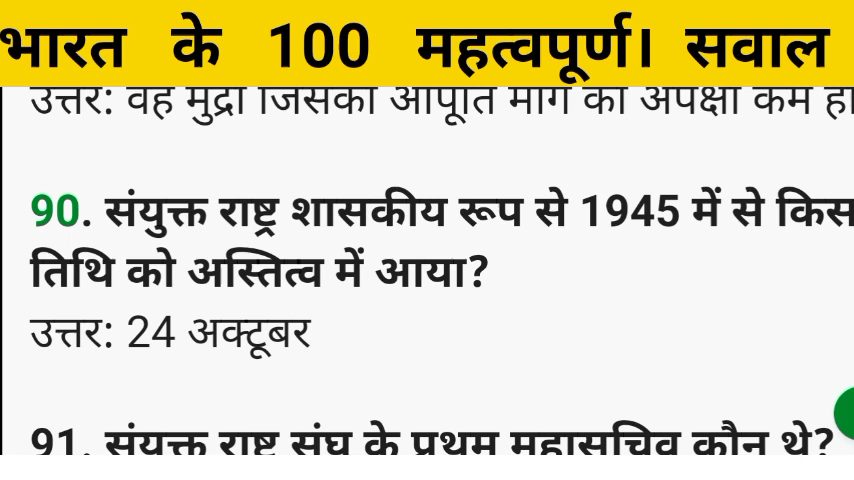 भारत के 100 महत्वपूर्ण। सवाल
उत्तर: वह मुद्रा जिसकी आपूर्ति मांग की अपेक्षा कम हो
90. संयुक्त राष्ट्र शासकीय रूप से 1945 में से किस
तिथि को अस्तित्व में आया?
उत्तर: 24 अक्टूबर
91. संयुक्त राष्ट्र संघ के प्रथम महासचिव कौन थे?